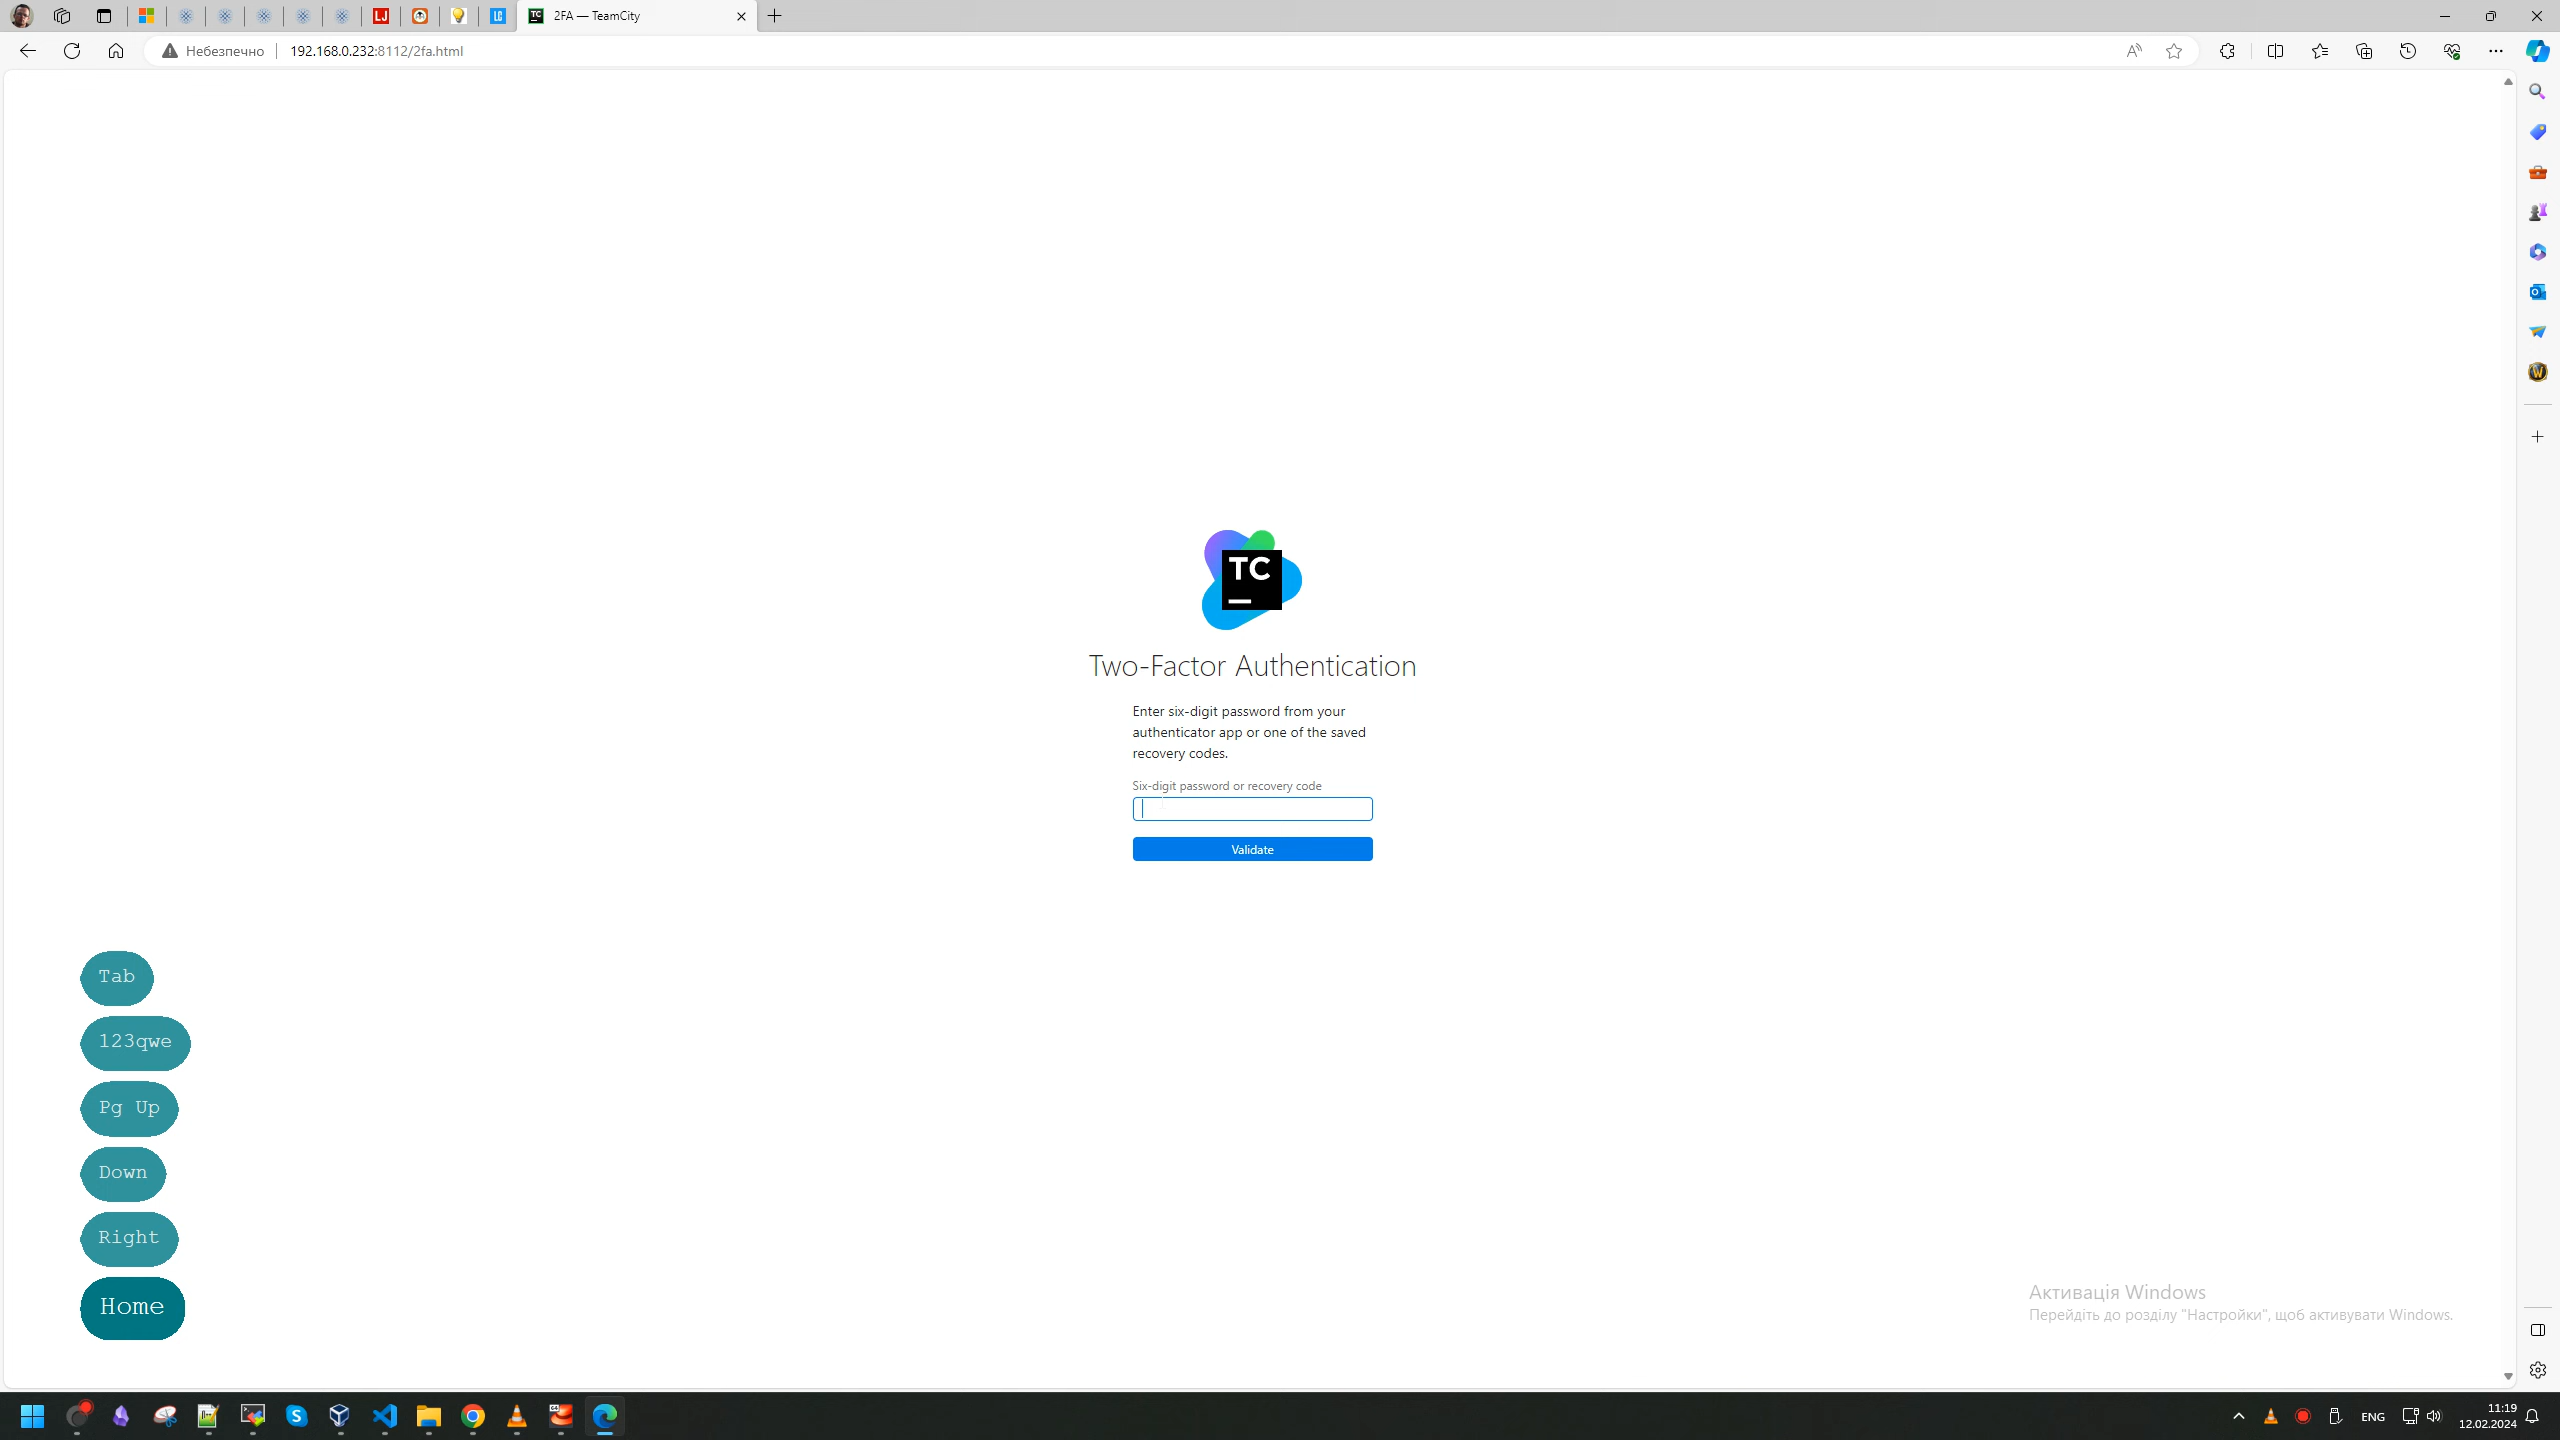 2FA — TeamCity
Небезпечно
192.168.0.232:8112/2fa.html
TC
Two-Factor Authentication
Enter six-digit password from your
authenticator app or one of the saved
recovery codes.
Six-digit password or recovery code
Validate
Tab
123qwe
Pg Up
Down
Right
Home
Активація Windows
Перейдіть до розділу "Настройки", щоб активувати Windows.
ENG
11:19
12.02.2024